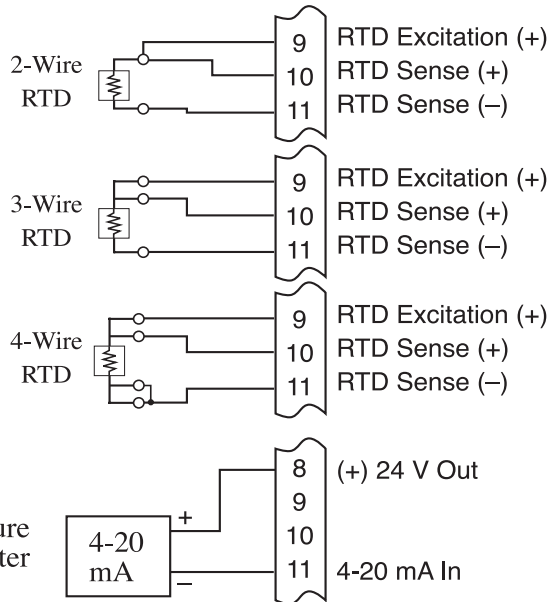 2-Wire
RTD
9 RTD Excitation (+)
10 RTD Sense (+)
11 RTD Sense (–)
3-Wire
RTD
9 RTD Excitation (+)
10 RTD Sense (+)
11 RTD Sense (–)
4-Wire
RTD
9 RTD Excitation (+)
10 RTD Sense (+)
11 RTD Sense (–)
4-20
mA
+
–
8 (+) 24 V Out
9
10
11 4-20 mA In